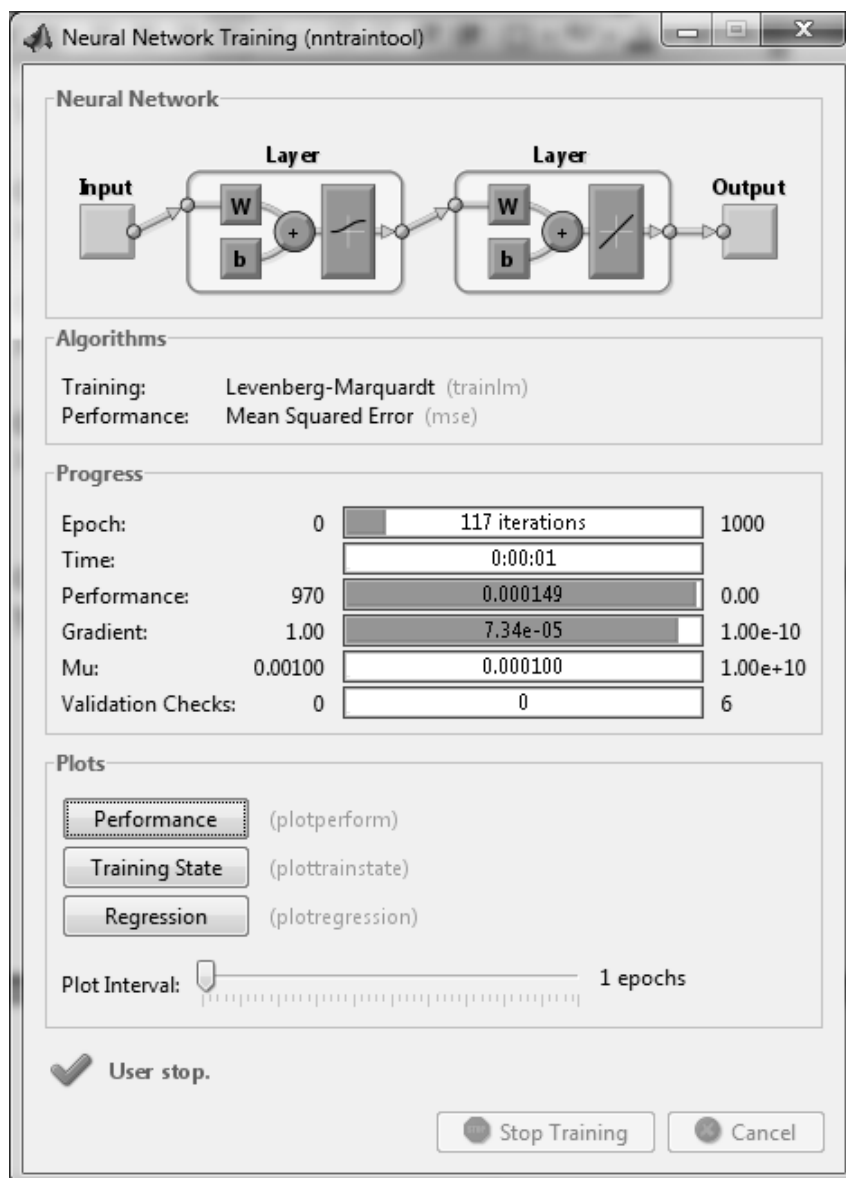 Neural Network Training (nntraintool)
Neural Network
Layer Layer
Input Output
W W
+ +
b b
Algorithms
Training: Levenberg-Marquardt (trainlm)
Performance: Mean Squared Error (mse)
Progress
Epoch: 0 117 iterations 1000
Time: 0:00:01
Performance: 970 0.000149 0.00
Gradient: 1.00 7.34e-05 1.00e-10
Mu: 0.00100 0.000100 1.00e+10
Validation Checks: 0 0 6
Plots
Performance (plotperform)
Training State (plottrainstate)
Regression (plotregression)
Plot Interval: 1 epochs
User stop.
Stop Training Cancel